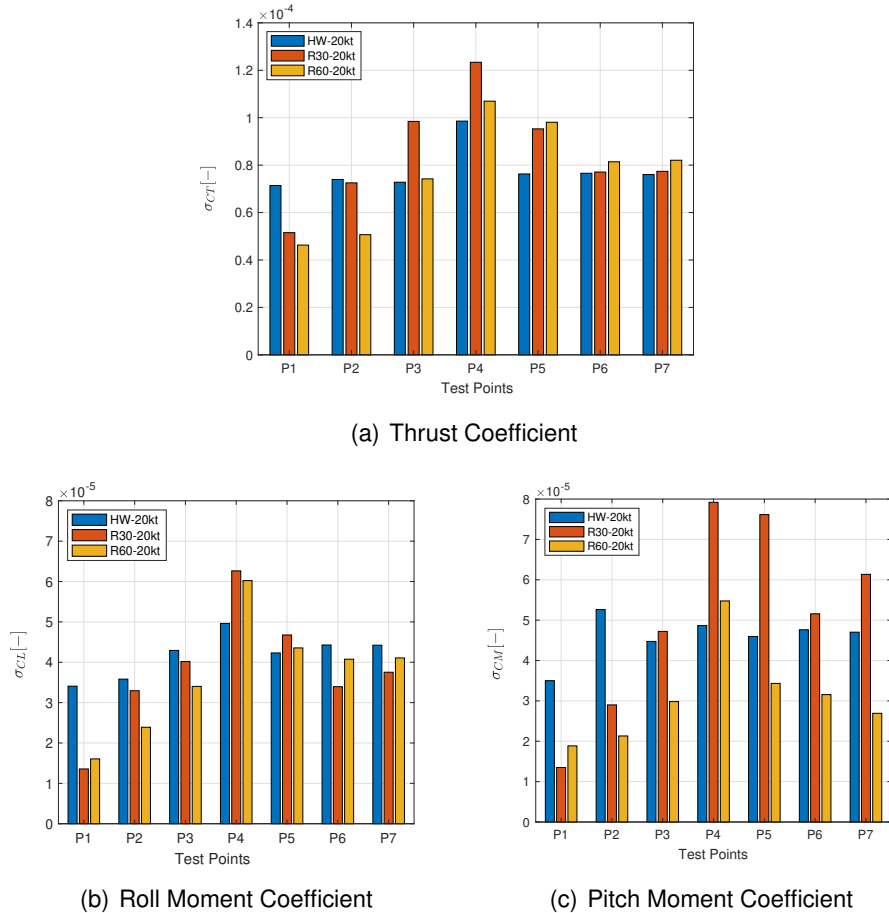 ×10⁻⁴
1.4
1.2
1
0.8
0.6
0.4
0.2
0
σ_CT[−]
HW-20kt
R30-20kt
R60-20kt
P1 P2 P3 P4 P5 P6 P7
Test Points
(a) Thrust Coefficient
×10⁻⁵
8
7
6
5
4
3
2
1
0
σ_CL[−]
HW-20kt
R30-20kt
R60-20kt
P1 P2 P3 P4 P5 P6 P7
Test Points
(b) Roll Moment Coefficient
×10⁻⁵
8
7
6
5
4
3
2
1
0
σ_CM[−]
HW-20kt
R30-20kt
R60-20kt
P1 P2 P3 P4 P5 P6 P7
Test Points
(c) Pitch Moment Coefficient